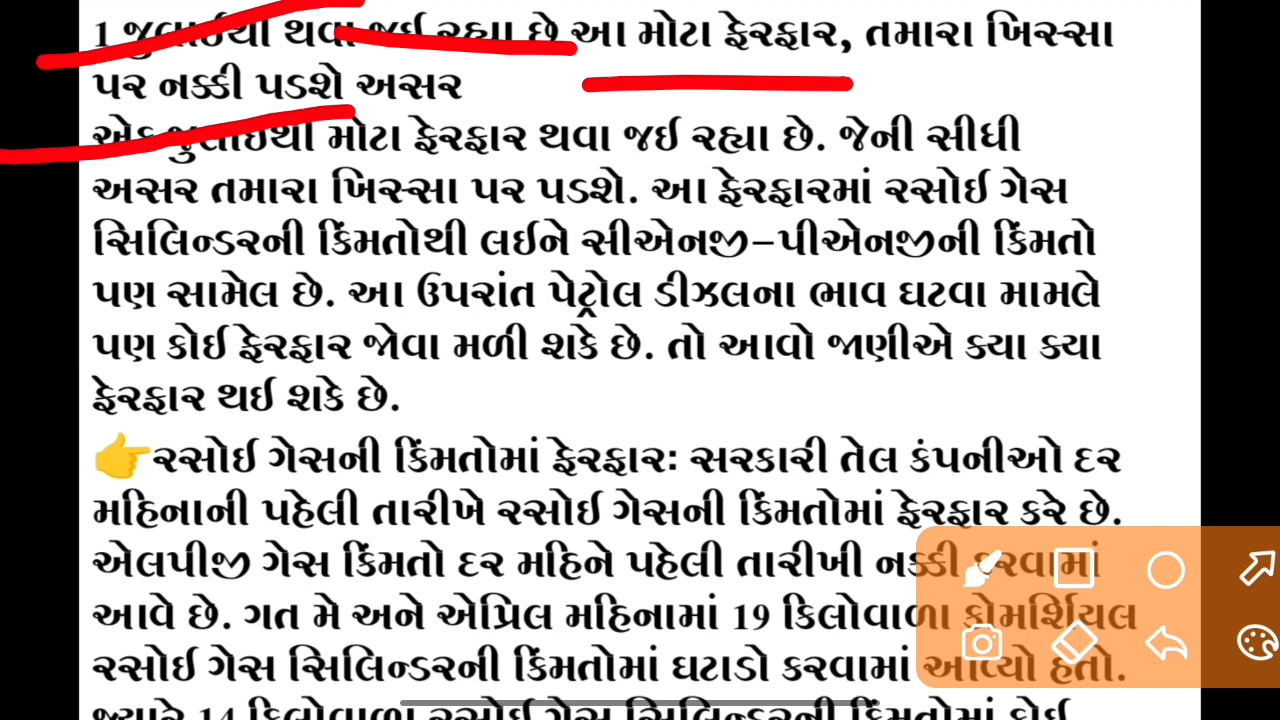 1 જુલાઈથી થવા જઈ રહ્યા છે આ મોટા ફેરફાર, તમારા ખિસ્સા
પર નક્કી પડશે અસર
એક જુલાઈથી મોટા ફેરફાર થવા જઈ રહ્યા છે. જેની સીધી
અસર તમારા ખિસ્સા પર પડશે. આ ફેરફારમાં રસોઈ ગેસ
સિલિન્ડરની કિંમતોથી લઈને સીએનજી-પીએનજીની કિંમતો
પણ સામેલ છે. આ ઉપરાંત પેટ્રોલ ડીઝલના ભાવ ઘટવા મામલે
પણ કોઈ ફેરફાર જોવા મળી શકે છે. તો આવો જાણીએ ક્યા ક્યા
ફેરફાર થઈ શકે છે.
👉રસોઈ ગેસની કિંમતોમાં ફેરફારઃ સરકારી તેલ કંપનીઓ દર
મહિનાની પહેલી તારીખે રસોઈ ગેસની કિંમતોમાં ફેરફાર કરે છે.
એલપીજી ગેસ કિંમતો દર મહિને પહેલી તારીખી નક્કી કરવામાં
આવે છે. ગત મે અને એપ્રિલ મહિનામાં 19 કિલોવાળા કોમર્શિયલ
રસોઈ ગેસ સિલિન્ડરની કિંમતોમાં ઘટાડો કરવામાં આવ્યો હતો.
જ્યારે 14 કિલોવાળા રસોઈ ગેસ સિલિન્ડરની કિંમતોમાં કોઈ